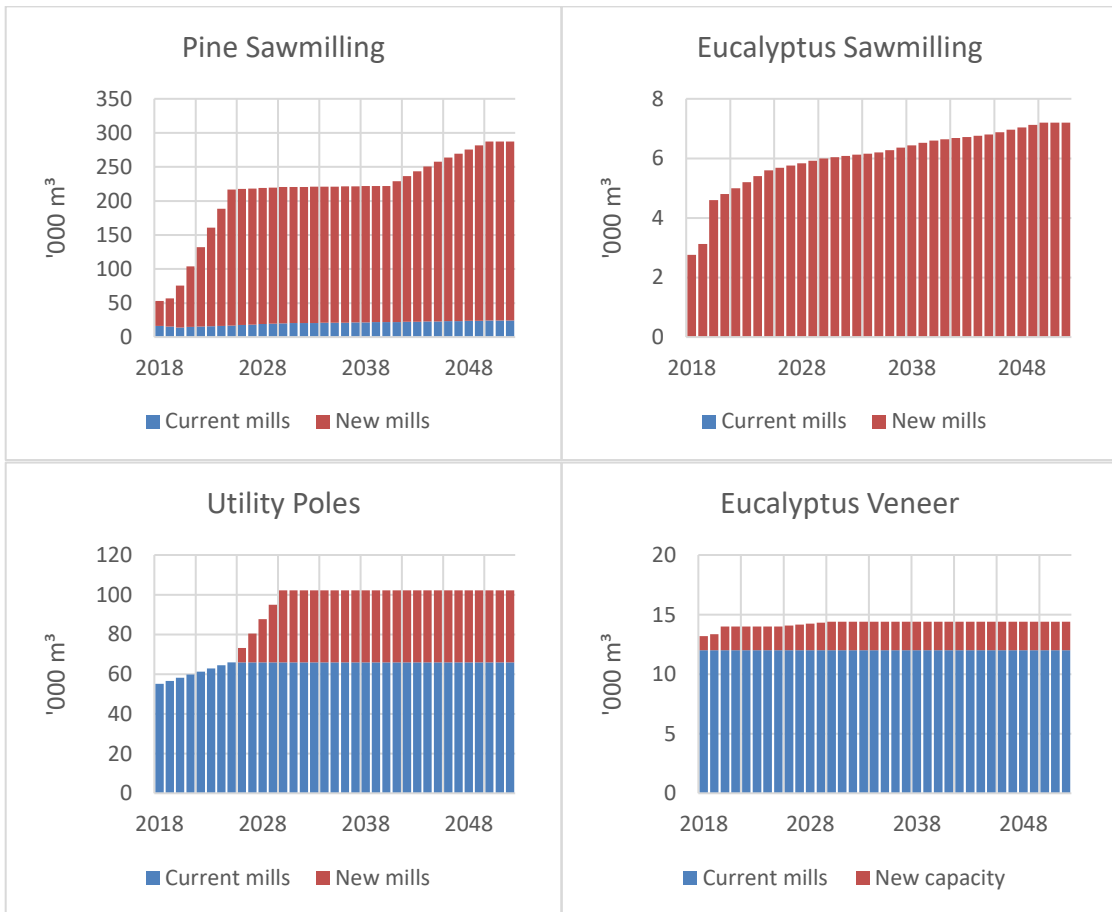 Pine Sawmilling
350
300
250
200
150
100
50
0
'000 m³
2018 2028 2038 2048
Current mills New mills
Eucalyptus Sawmilling
8
6
4
2
0
'000 m³
2018 2028 2038 2048
Current mills New mills
Utility Poles
120
100
80
60
40
20
0
'000 m³
2018 2028 2038 2048
Current mills New mills
Eucalyptus Veneer
20
15
10
5
0
'000 m³
2018 2028 2038 2048
Current mills New capacity